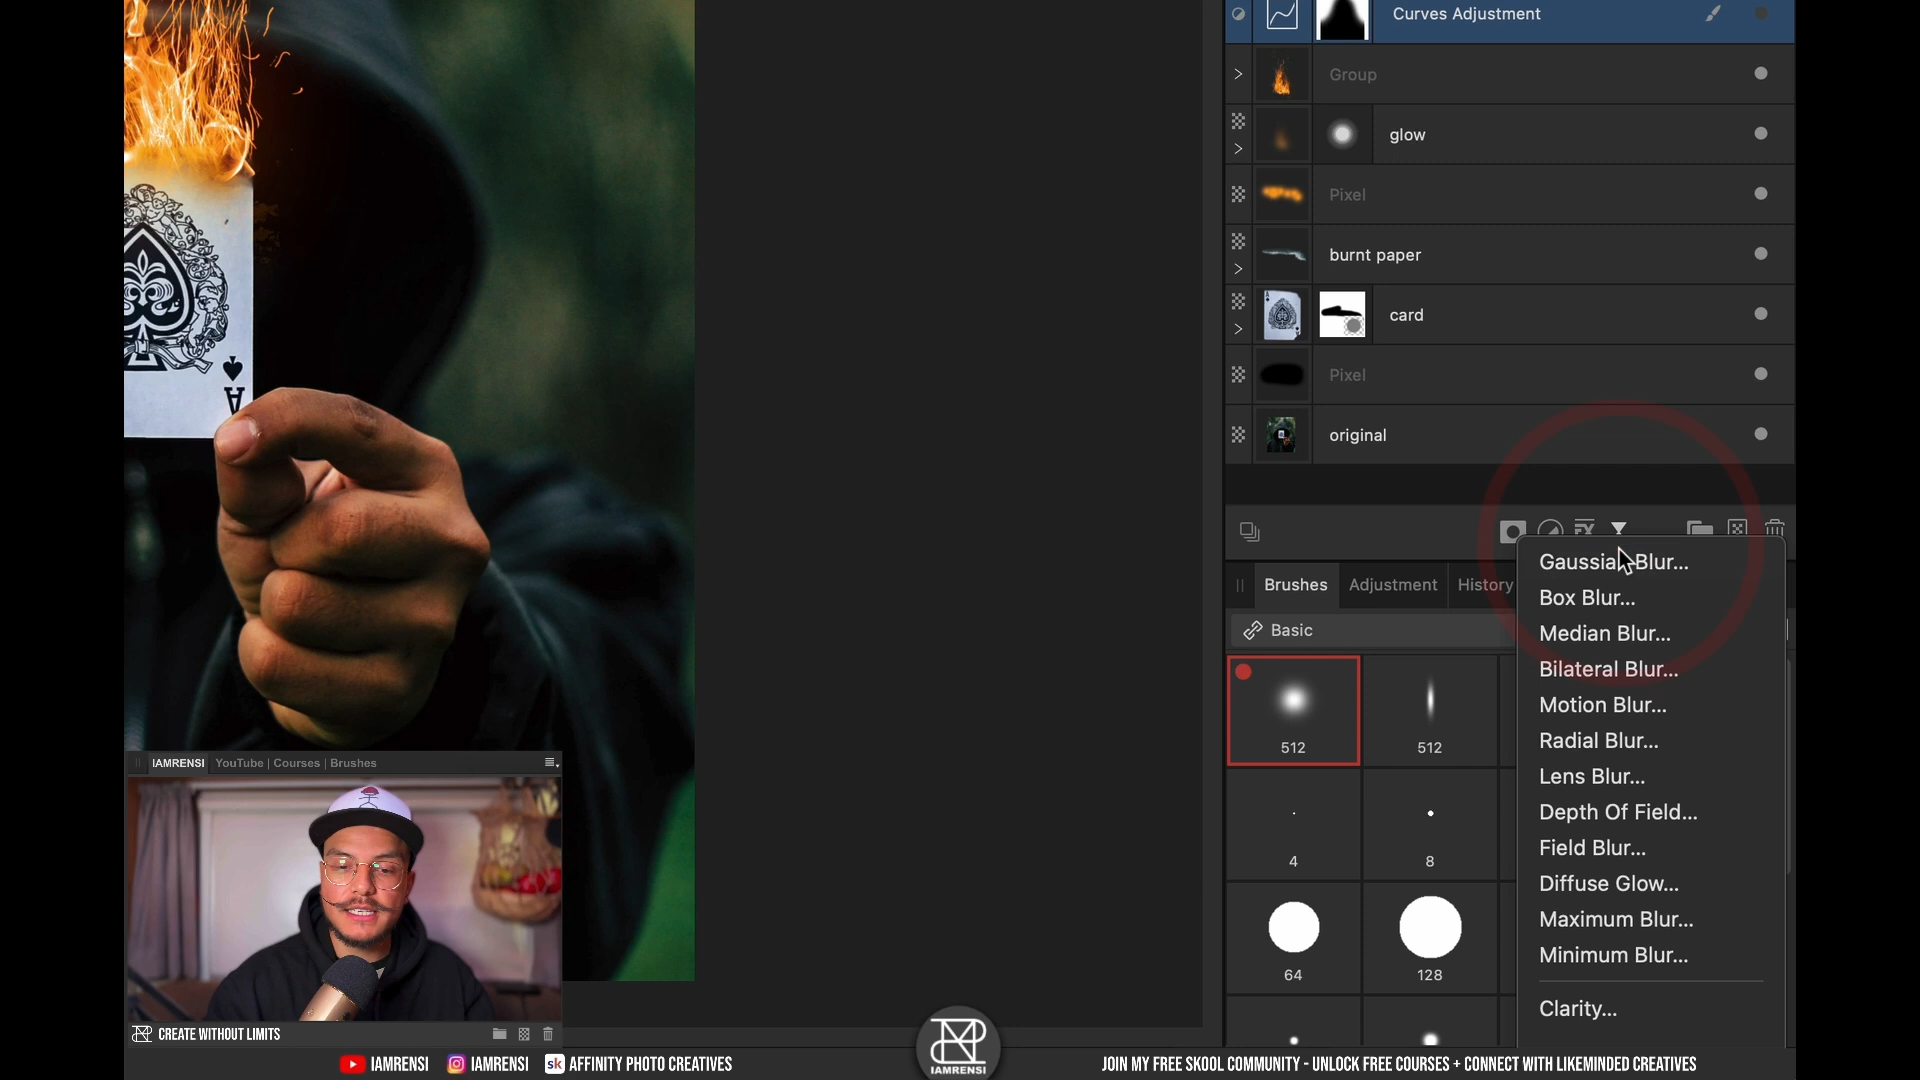 Curves Adjustment
Group
glow
Pixel
burnt paper
card
Pixel
original
Gaussian Blur...
Box Blur...
Median Blur...
Bilateral Blur...
Motion Blur...
Radial Blur...
Lens Blur...
Depth Of Field...
Field Blur...
Diffuse Glow...
Maximum Blur...
Minimum Blur...
Clarity...
Brushes Adjustment History
Basic
512 512
4 8
64 128
A
IAMRENSI YouTube | Courses | Brushes
CREATE WITHOUT LIMITS
IAMRENSI IAMRENSI sk AFFINITY PHOTO CREATIVES
IAMRENSI
JOIN MY FREE SKOOL COMMUNITY - UNLOCK FREE COURSES + CONNECT WITH LIKEMINDED CREATIVES